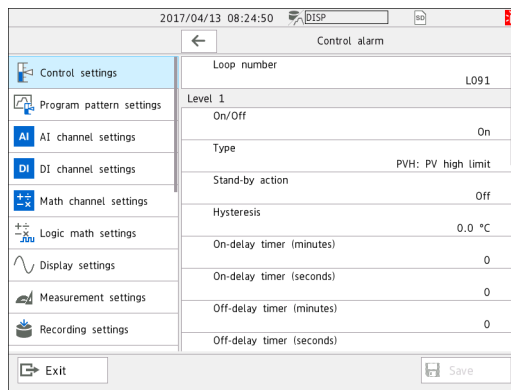 2017/04/13 08:24:50 DISP SD
Control alarm
Control settings
Program pattern settings
AI AI channel settings
DI DI channel settings
Math channel settings
Logic math settings
Display settings
Measurement settings
Recording settings
Loop number
L091
Level 1
On/Off
On
Type
PVH: PV high limit
Stand-by action
Off
Hysteresis
0.0 °C
On-delay timer (minutes)
0
On-delay timer (seconds)
0
Off-delay timer (minutes)
0
Off-delay timer (seconds)
Exit
Save